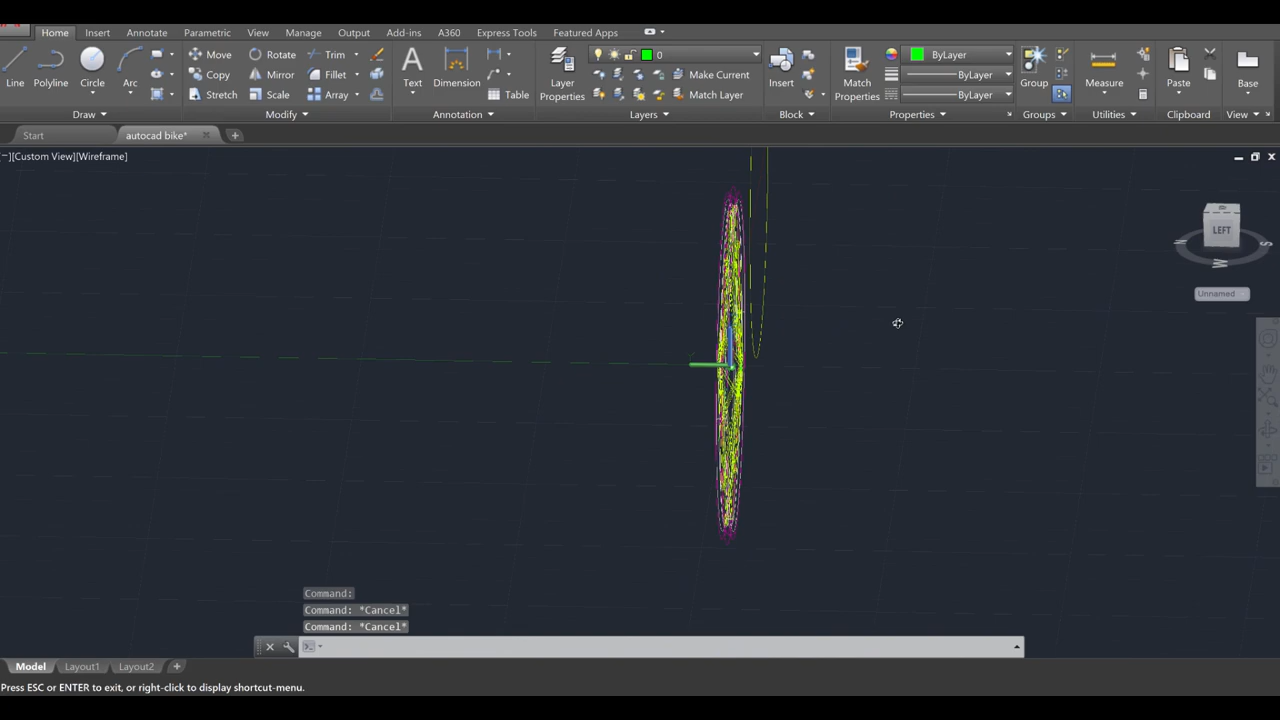 Home Insert Annotate Parametric View Manage Output Add-ins A360 Express Tools Featured Apps
Line Polyline Circle Arc Move Rotate Trim Text Dimension Layer Properties 0 Insert Match Properties ByLayer Group Measure Paste Base
Copy Mirror Fillet Make Current ByLayer
Stretch Scale Array Table Match Layer ByLayer
Draw Modify Annotation Layers Block Properties Groups Utilities Clipboard View
Start autocad bike*
[−][Custom View][Wireframe]
LEFT
N S
W
Unnamed
Command:
Command: *Cancel*
Command: *Cancel*
Model Layout1 Layout2
Press ESC or ENTER to exit, or right-click to display shortcut-menu.